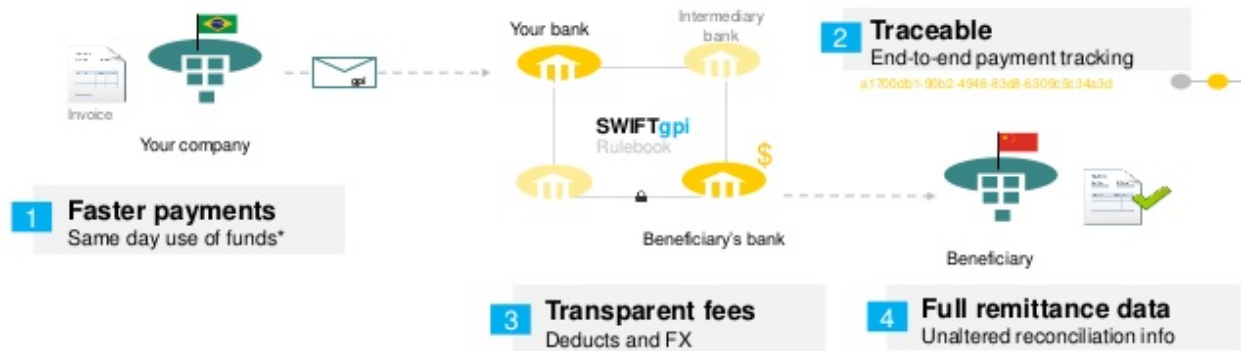 Invoice
Your company
gpi
1 Faster payments
Same day use of funds*
Your bank
Intermediary
bank
SWIFTgpi
Rulebook
$
Beneficiary's bank
2 Traceable
End-to-end payment tracking
a1700db1-90b2-4948-83d8-6309c5c34a3d
Beneficiary
3 Transparent fees
Deducts and FX
4 Full remittance data
Unaltered reconciliation info